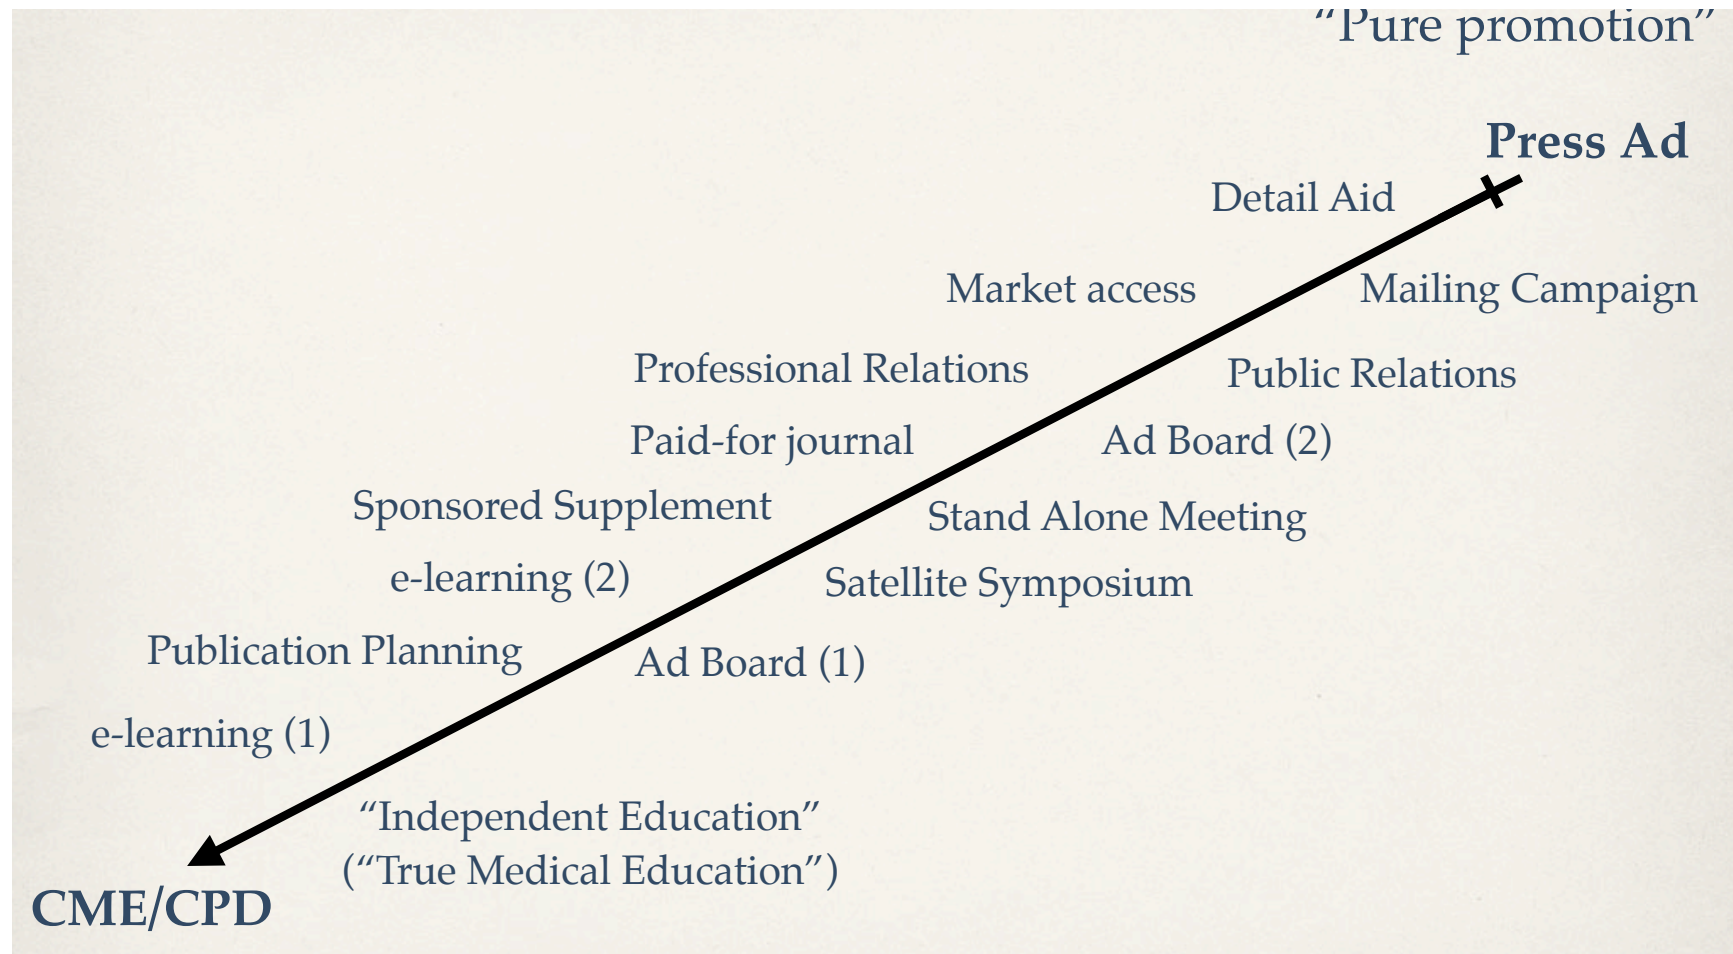 “Pure promotion”
Press Ad
Detail Aid
Market access
Mailing Campaign
Professional Relations
Public Relations
Paid-for journal
Ad Board (2)
Sponsored Supplement
Stand Alone Meeting
e-learning (2)
Satellite Symposium
Publication Planning
Ad Board (1)
e-learning (1)
“Independent Education”
(“True Medical Education”)
CME/CPD